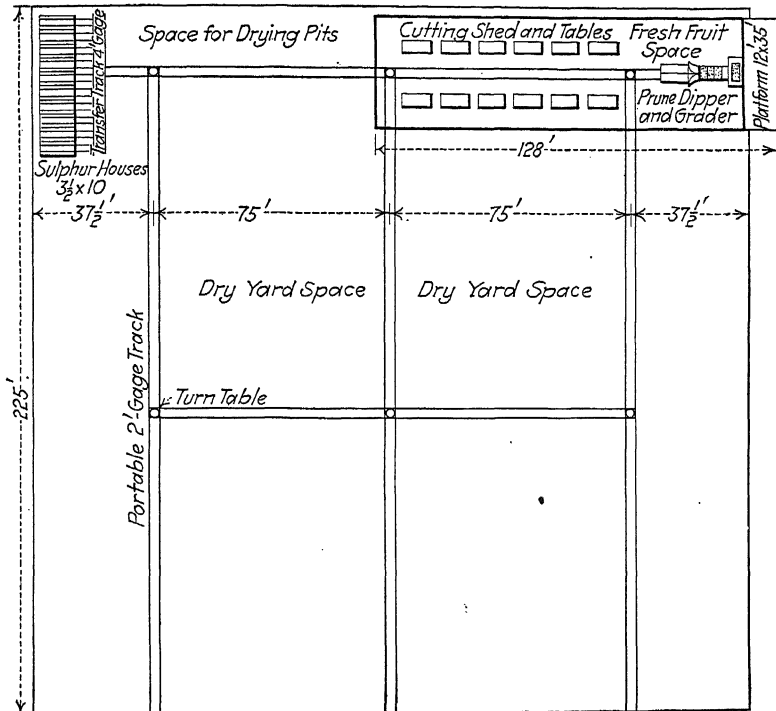 Space for Drying Pits
Cutting Shed and Tables
Fresh Fruit
Space
Platform 12'x35'
Transfer Track 4' Gage
Prune Dipper
and Grader
128'
Sulphur Houses
3½ x 10
37½'
75'
75'
37½'
Dry Yard Space
Dry Yard Space
225'
Portable 2'-Gage Track
Turn Table